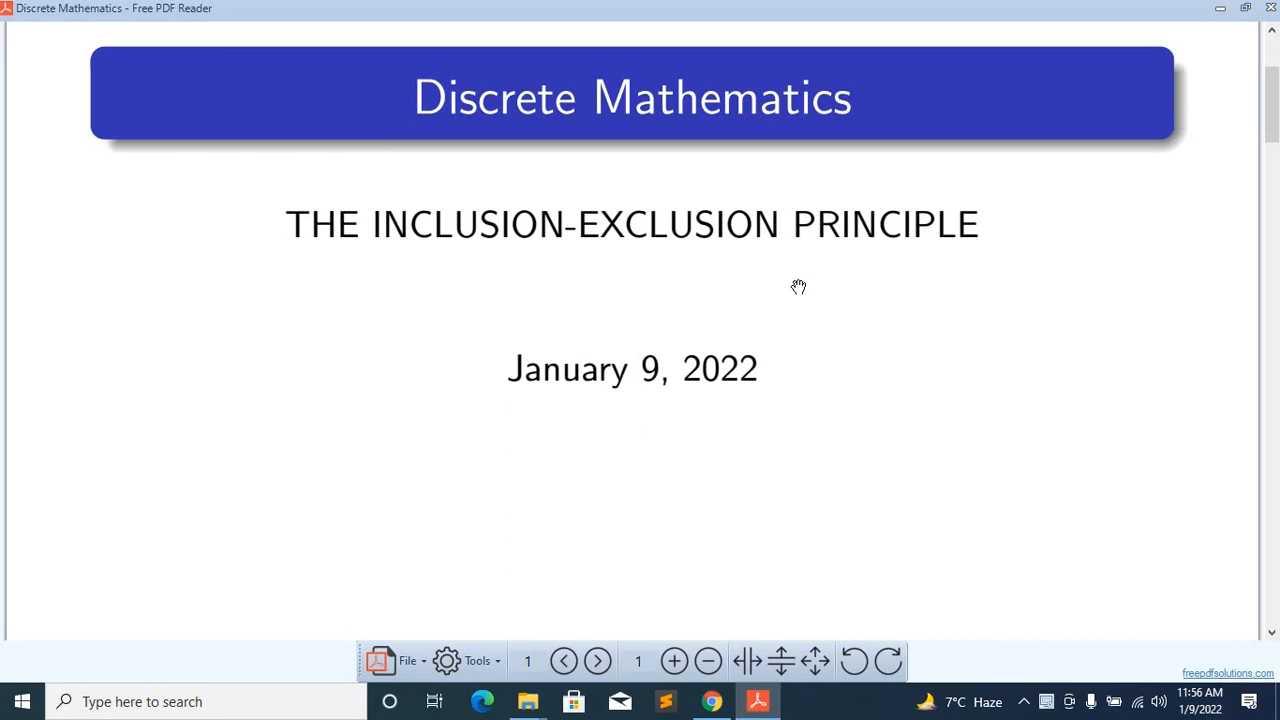 Discrete Mathematics - Free PDF Reader
Discrete Mathematics
THE INCLUSION-EXCLUSION PRINCIPLE
January 9, 2022
File
Tools
1
1
freepdfsolutions.com
Type here to search
7°C Haze
11:56 AM
1/9/2022